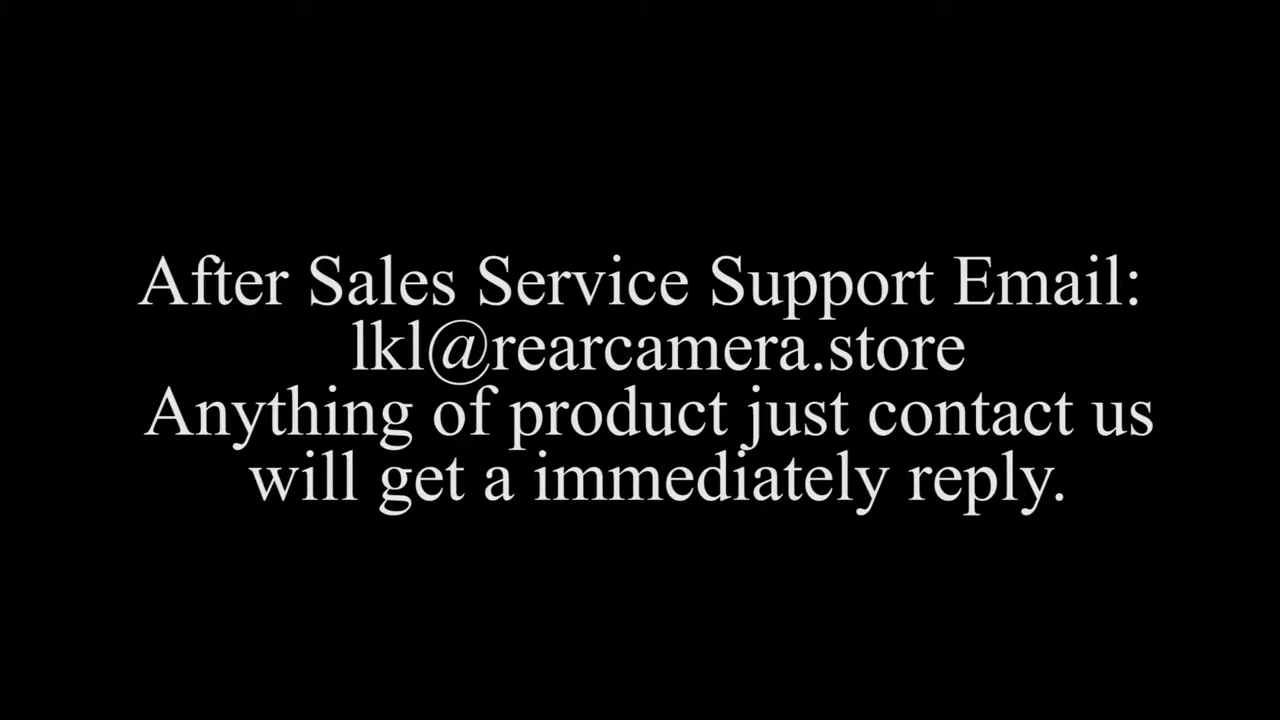 After Sales Service Support Email:
lkl@rearcamera.store
Anything of product just contact us
will get a immediately reply.